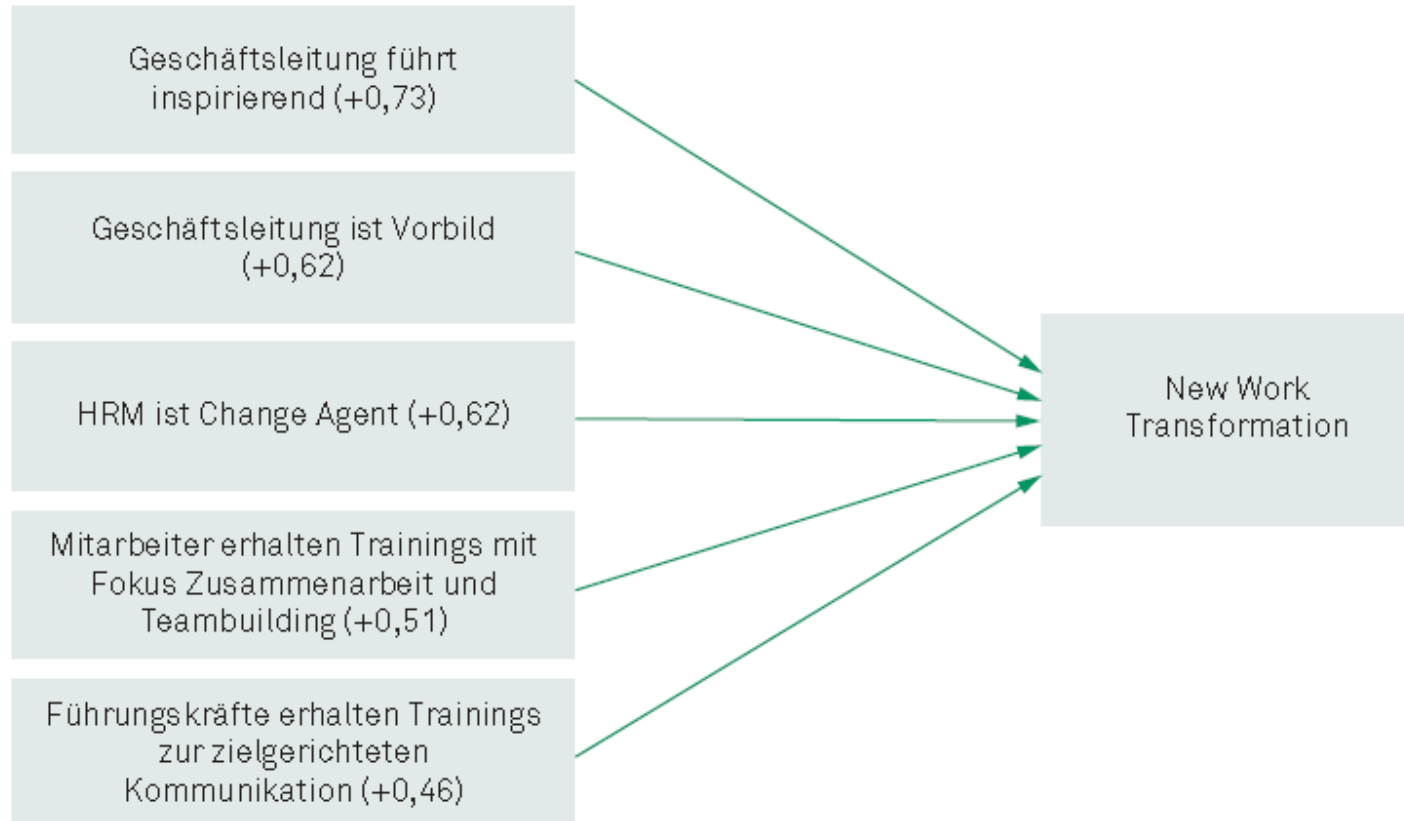 Geschäftsleitung führt
inspirierend (+0,73)
Geschäftsleitung ist Vorbild
(+0,62)
HRM ist Change Agent (+0,62)
Mitarbeiter erhalten Trainings mit
Fokus Zusammenarbeit und
Teambuilding (+0,51)
Führungskräfte erhalten Trainings
zur zielgerichteten
Kommunikation (+0,46)
New Work
Transformation